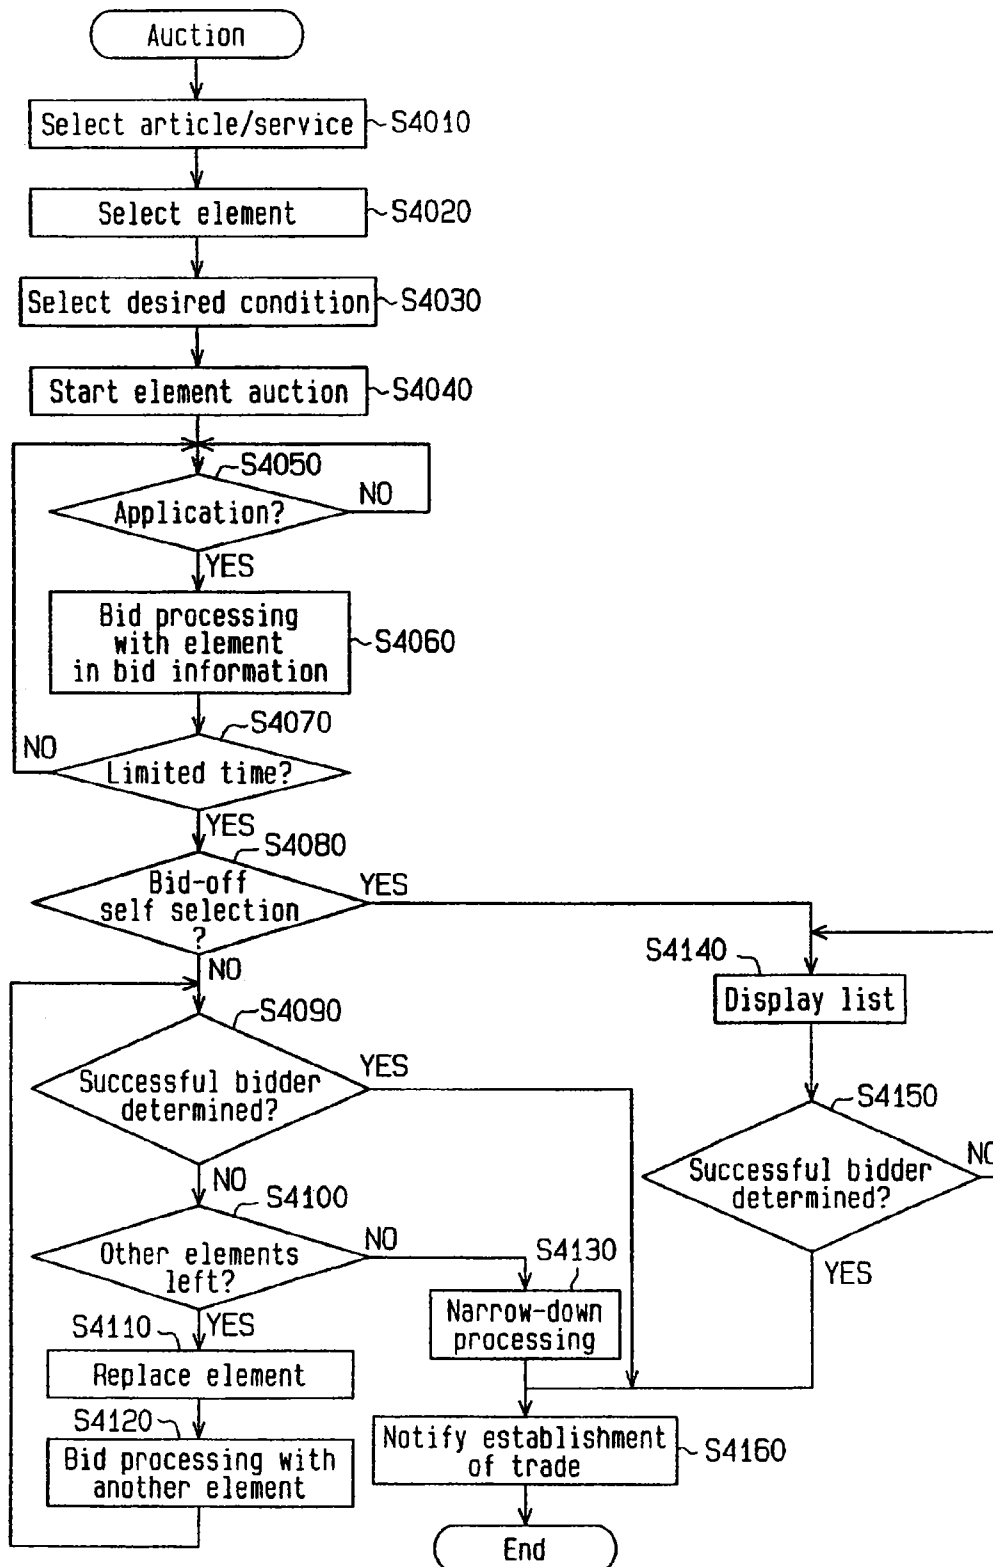 Auction
Select article/service
S4010
Select element
S4020
Select desired condition
S4030
Start element auction
S4040
S4050
Application?
NO
YES
Bid processing
with element
in bid information
S4060
S4070
NO
Limited time?
YES
S4080
Bid-off
self selection
?
YES
NO
S4140
Display list
S4090
Successful bidder
determined?
YES
S4150
Successful bidder
determined?
NO
NO
S4100
Other elements
left?
NO
YES
S4130
Narrow-down
processing
YES
S4110
Replace element
S4120
Bid processing with
another element
Notify establishment
of trade
S4160
End